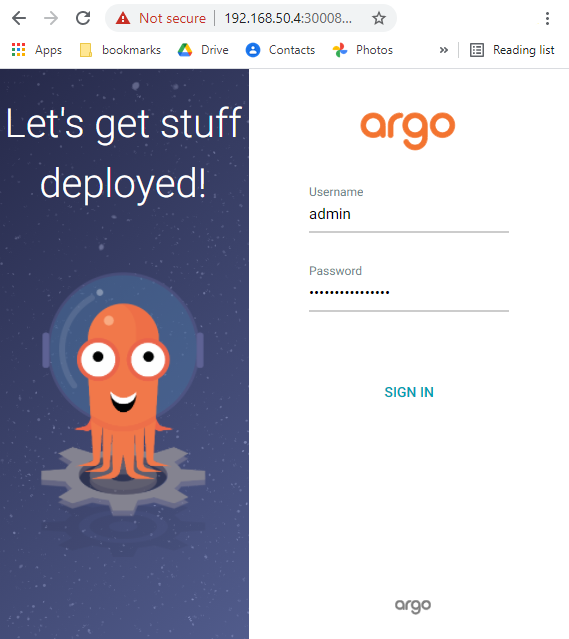 Not secure | 192.168.50.4:30008...
Apps bookmarks Drive Contacts Photos » Reading list
Let's get stuff
deployed!
argo
Username
admin
Password
••••••••••••••••
SIGN IN
argo